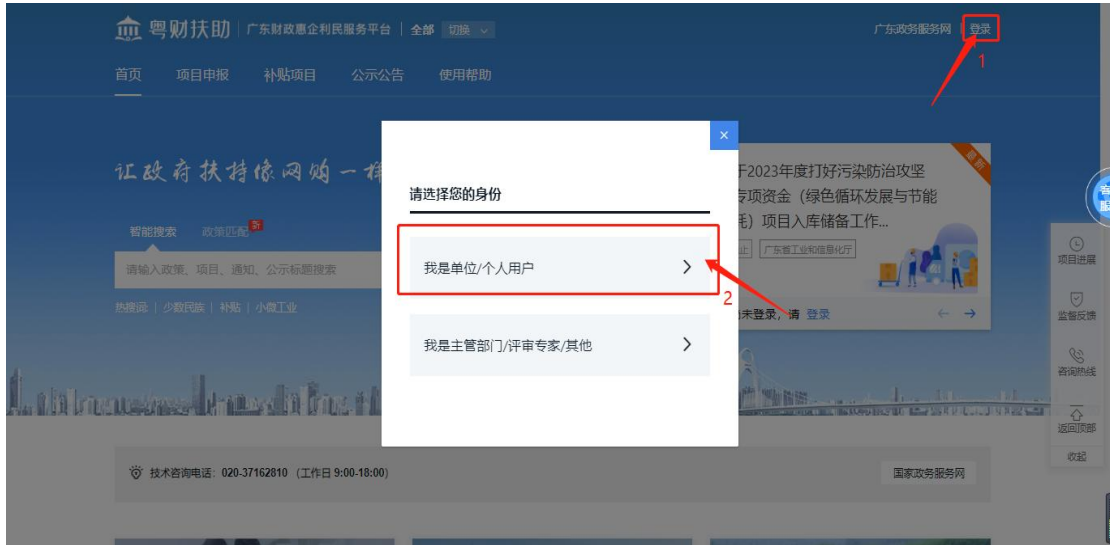 粤财扶助 | 广东财政惠企利民服务平台 | 全部 切换
广东政务服务网 | 登录
1
首页 项目申报 补贴项目 公示公告 使用帮助
让政府扶持像网购一样
智能搜索 政策匹配
请输入政策、项目、通知、公示标题搜索
热搜词 | 少数民族 | 补贴 | 小微工业
×
请选择您的身份
我是单位/个人用户
2
我是主管部门/评审专家/其他
于2023年度打好污染防治攻坚
专项资金（绿色循环发展与节能
耗）项目入库储备工作...
止 广东省工业和信息化厅
未登录，请 登录
客服
项目进展
监督反馈
咨询热线
返回顶部
收起
技术咨询电话：020-37162810 （工作日 9:00-18:00）
国家政务服务网